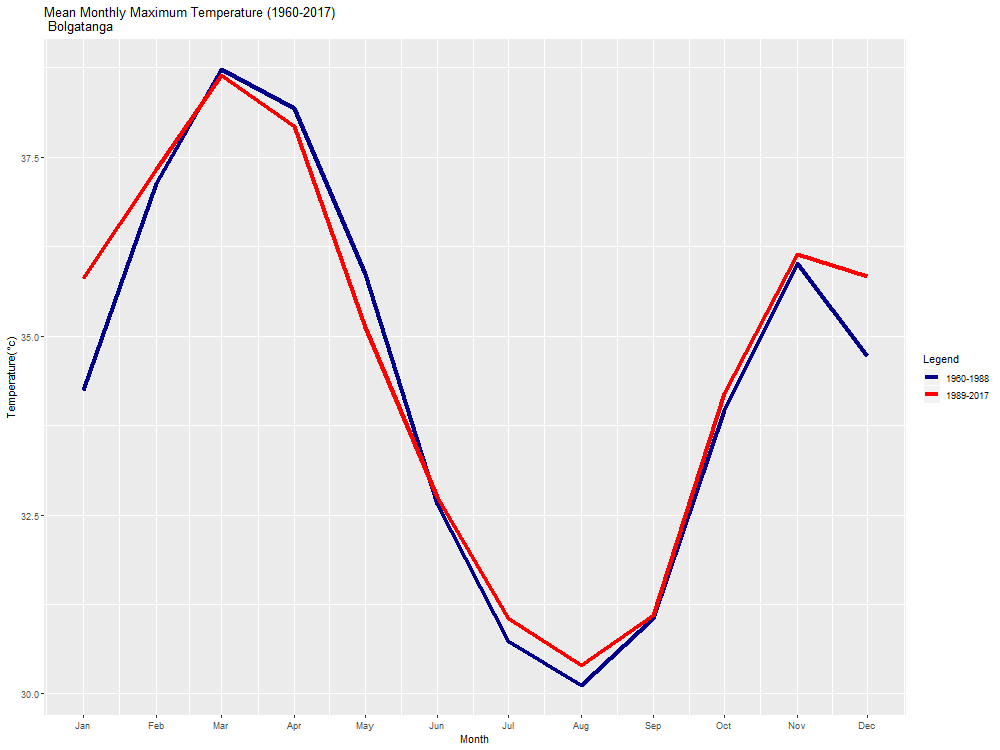 Mean Monthly Maximum Temperature (1960-2017)
Bolgatanga
37.5
35.0
32.5
30.0
Temperature(°c)
Jan Feb Mar Apr May Jun Jul Aug Sep Oct Nov Dec
Month
Legend
1960-1988
1989-2017